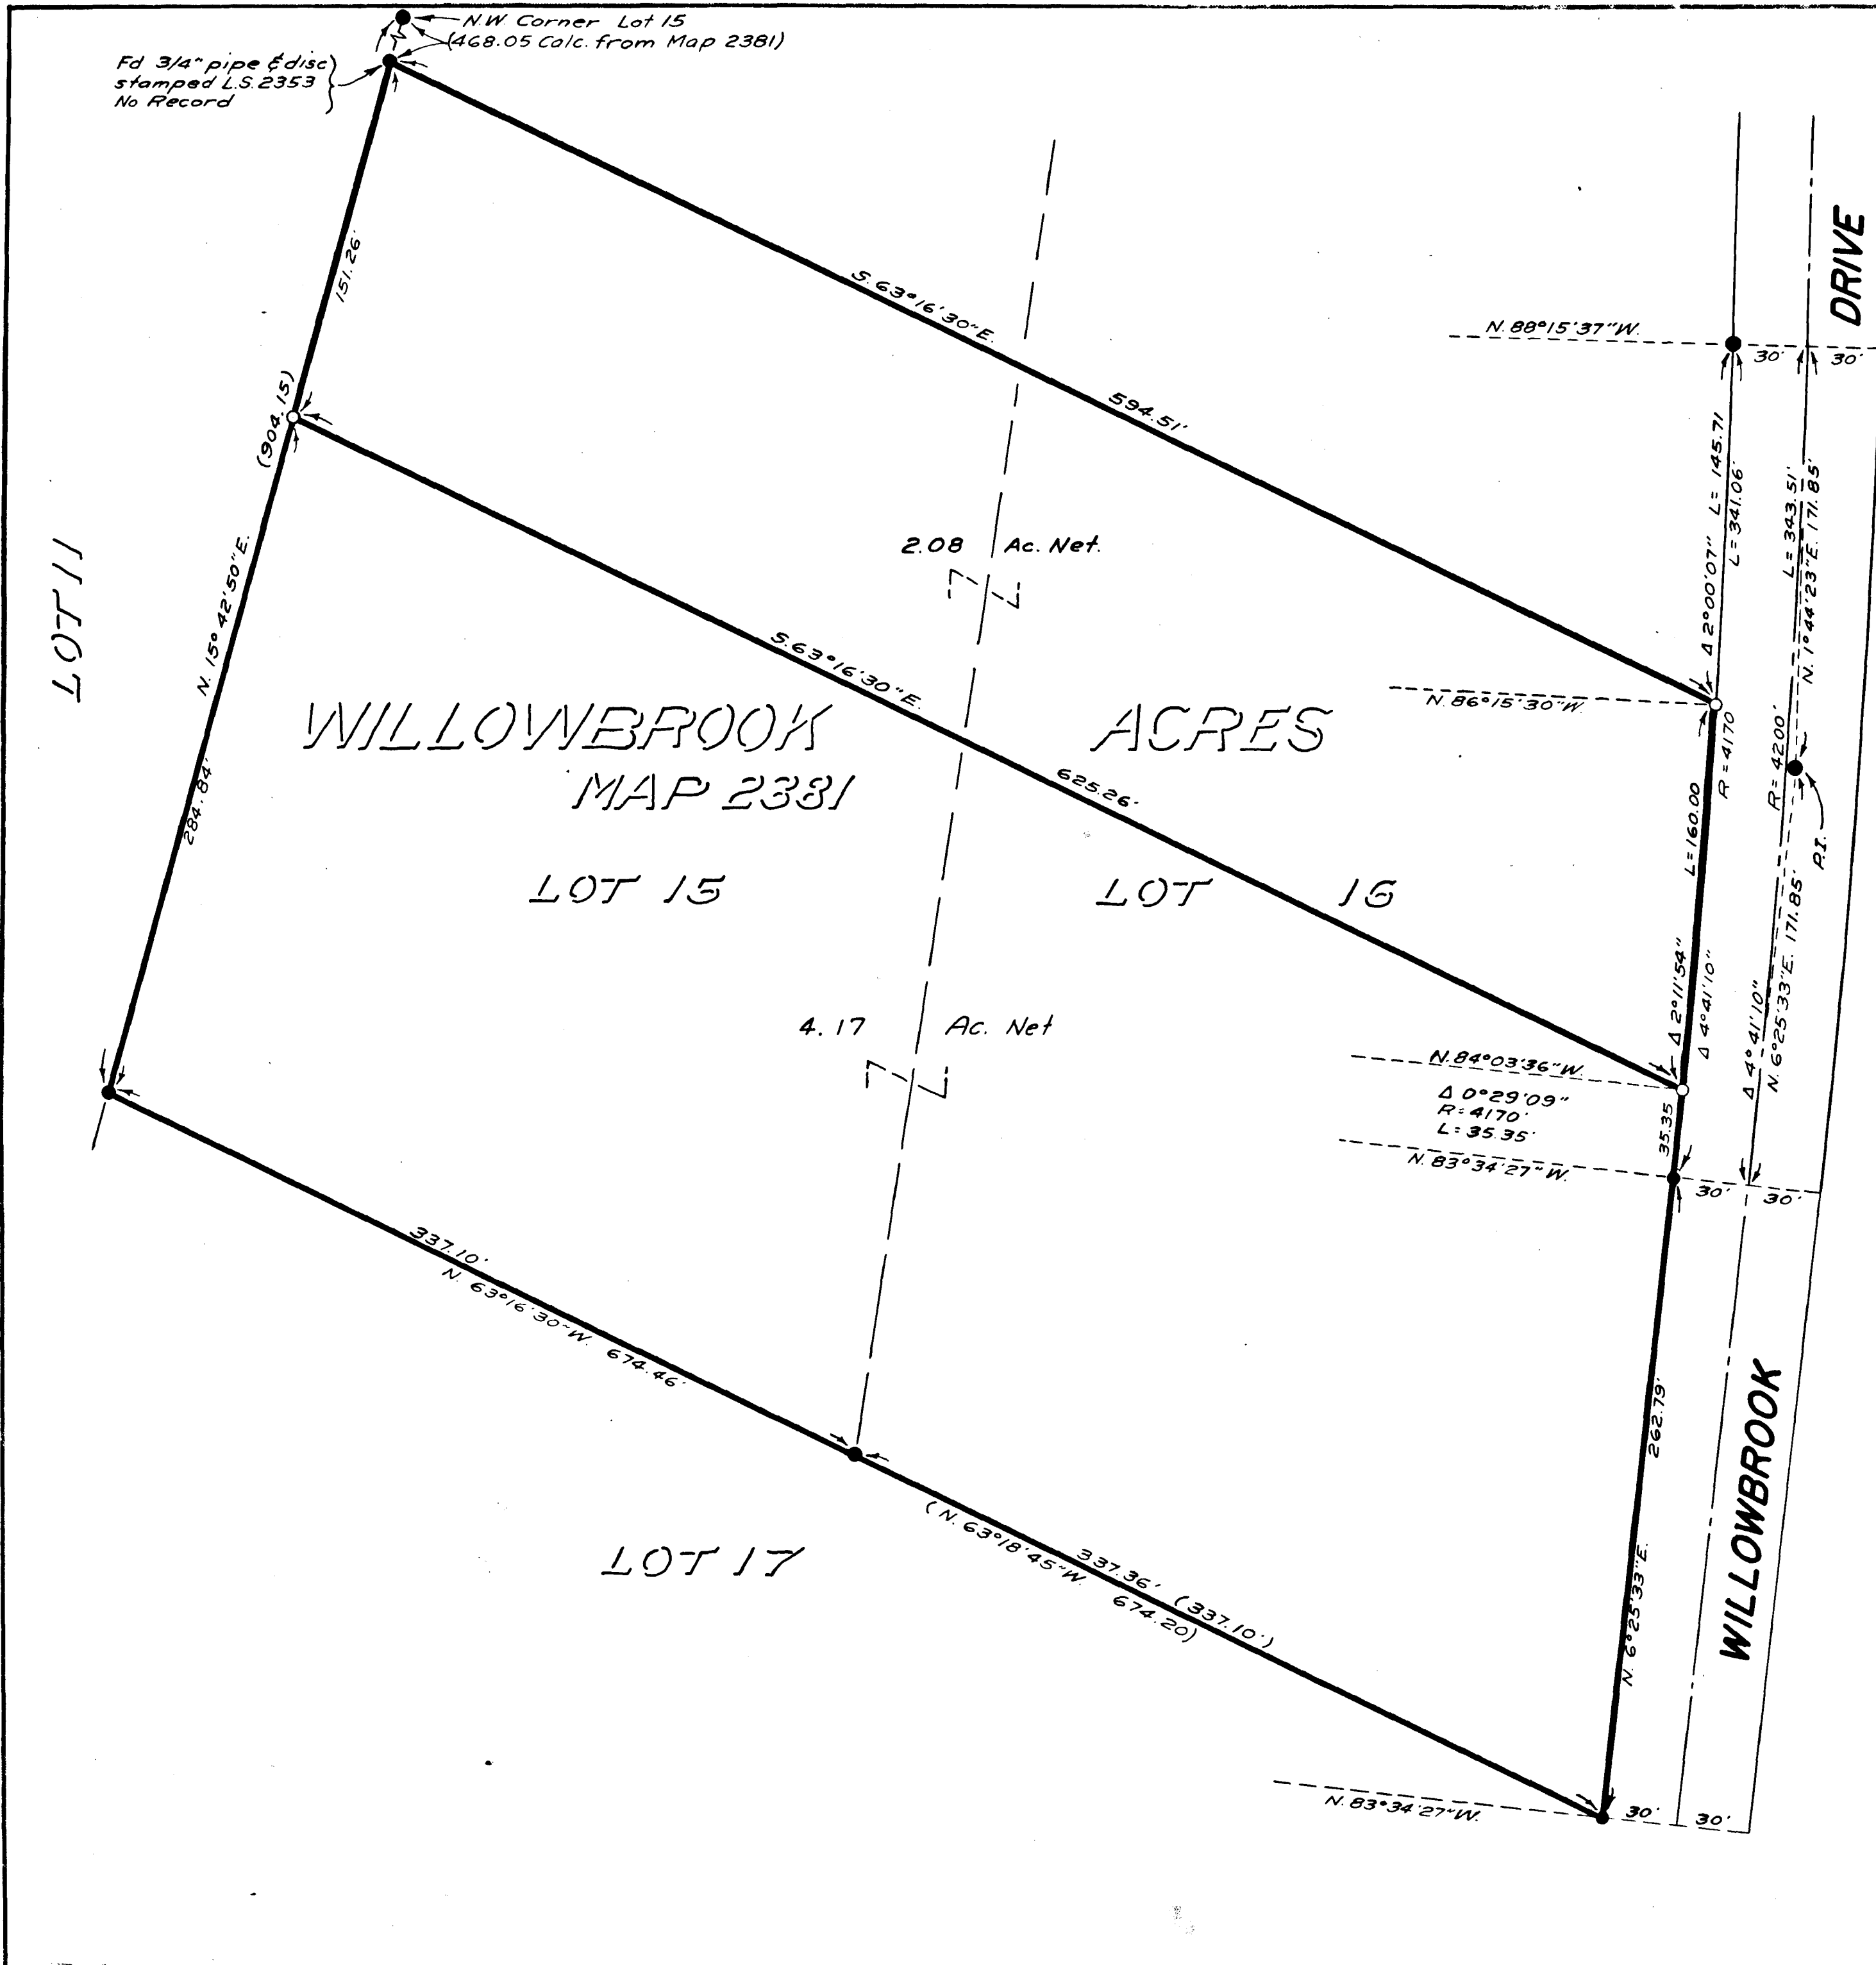 N.W. Corner Lot 15
(468.05 Calc. from Map 2381)
Fd 3/4" pipe & disc
stamped L.S. 2353
No Record
151.26'
(904.15)
N. 15° 42' 50" E.
284.84'
LOT 11
S. 63° 16' 30" E.
594.51'
2.08 Ac. Net.
S. 63° 16' 30" E.
625.26'
WILLOWBROOK ACRES
MAP 2381
LOT 15
LOT 16
4.17 Ac. Net
N. 88° 15' 37" W.
30'
30'
DRIVE
Δ 2° 00' 07" L = 145.71
L = 341.06'
L = 343.51'
N. 1° 44' 23" E. 171.85'
N. 86° 15' 30" W.
R = 4170
R = 4200'
L = 160.00
P.I.
Δ 2° 11' 54"
Δ 4° 41' 10"
Δ 4° 41' 10"
N. 6° 25' 33" E. 171.85'
N. 84° 03' 36" W.
Δ 0° 29' 09"
R = 4170'
L = 35.35'
35.35
N. 83° 34' 27" W.
30'
30'
337.10'
N. 63° 16' 30" W. 674.46'
337.36' (337.10')
(N. 63° 18' 45" W. 674.20)
LOT 17
262.79'
N. 6° 25' 33" E.
WILLOWBROOK
N. 83° 34' 27" W.
30'
30'